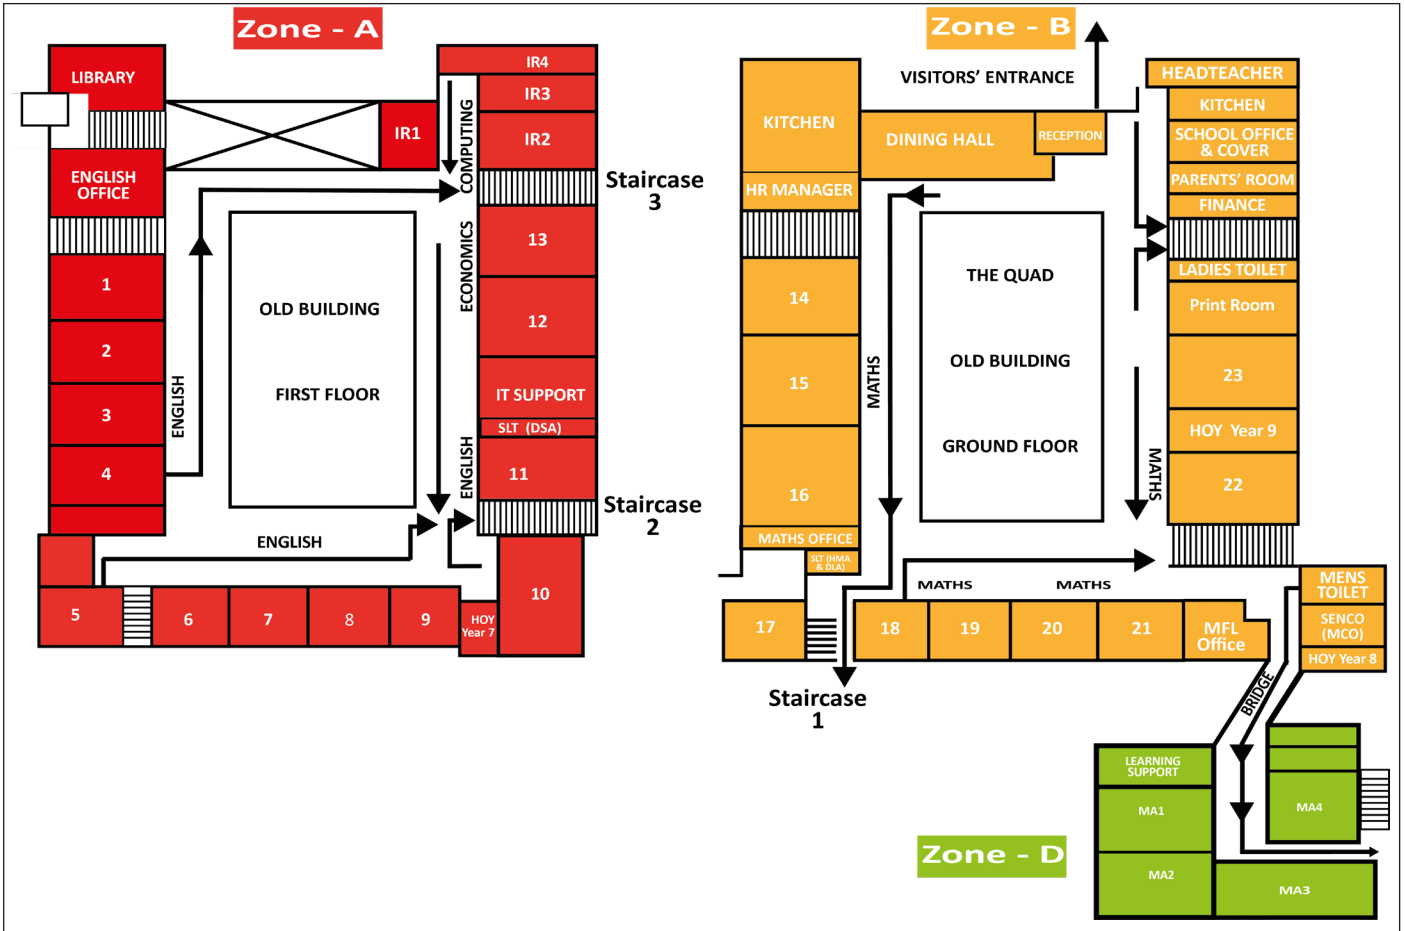 Zone - A
LIBRARY
ENGLISH
OFFICE
1
2
3
4
5
6
7
8
9
HOY
Year 7
10
IR1
IR4
IR3
IR2
COMPUTING
Staircase
3
13
ECONOMICS
12
IT SUPPORT
SLT (DSA)
11
ENGLISH
Staircase
2
ENGLISH
ENGLISH
OLD BUILDING
FIRST FLOOR
Zone - B
VISITORS’ ENTRANCE
KITCHEN
DINING HALL
RECEPTION
HR MANAGER
14
15
16
MATHS OFFICE
SLT (HMA
& DLA)
17
MATHS
THE QUAD
OLD BUILDING
GROUND FLOOR
HEADTEACHER
KITCHEN
SCHOOL OFFICE
& COVER
PARENTS’ ROOM
FINANCE
LADIES TOILET
Print Room
23
HOY Year 9
22
MATHS
MATHS
MATHS
18
19
20
21
MFL
Office
MENS
TOILET
SENCO
(MCO)
HOY Year 8
Staircase
1
BRIDGE
LEARNING
SUPPORT
MA1
MA2
MA4
MA3
Zone - D